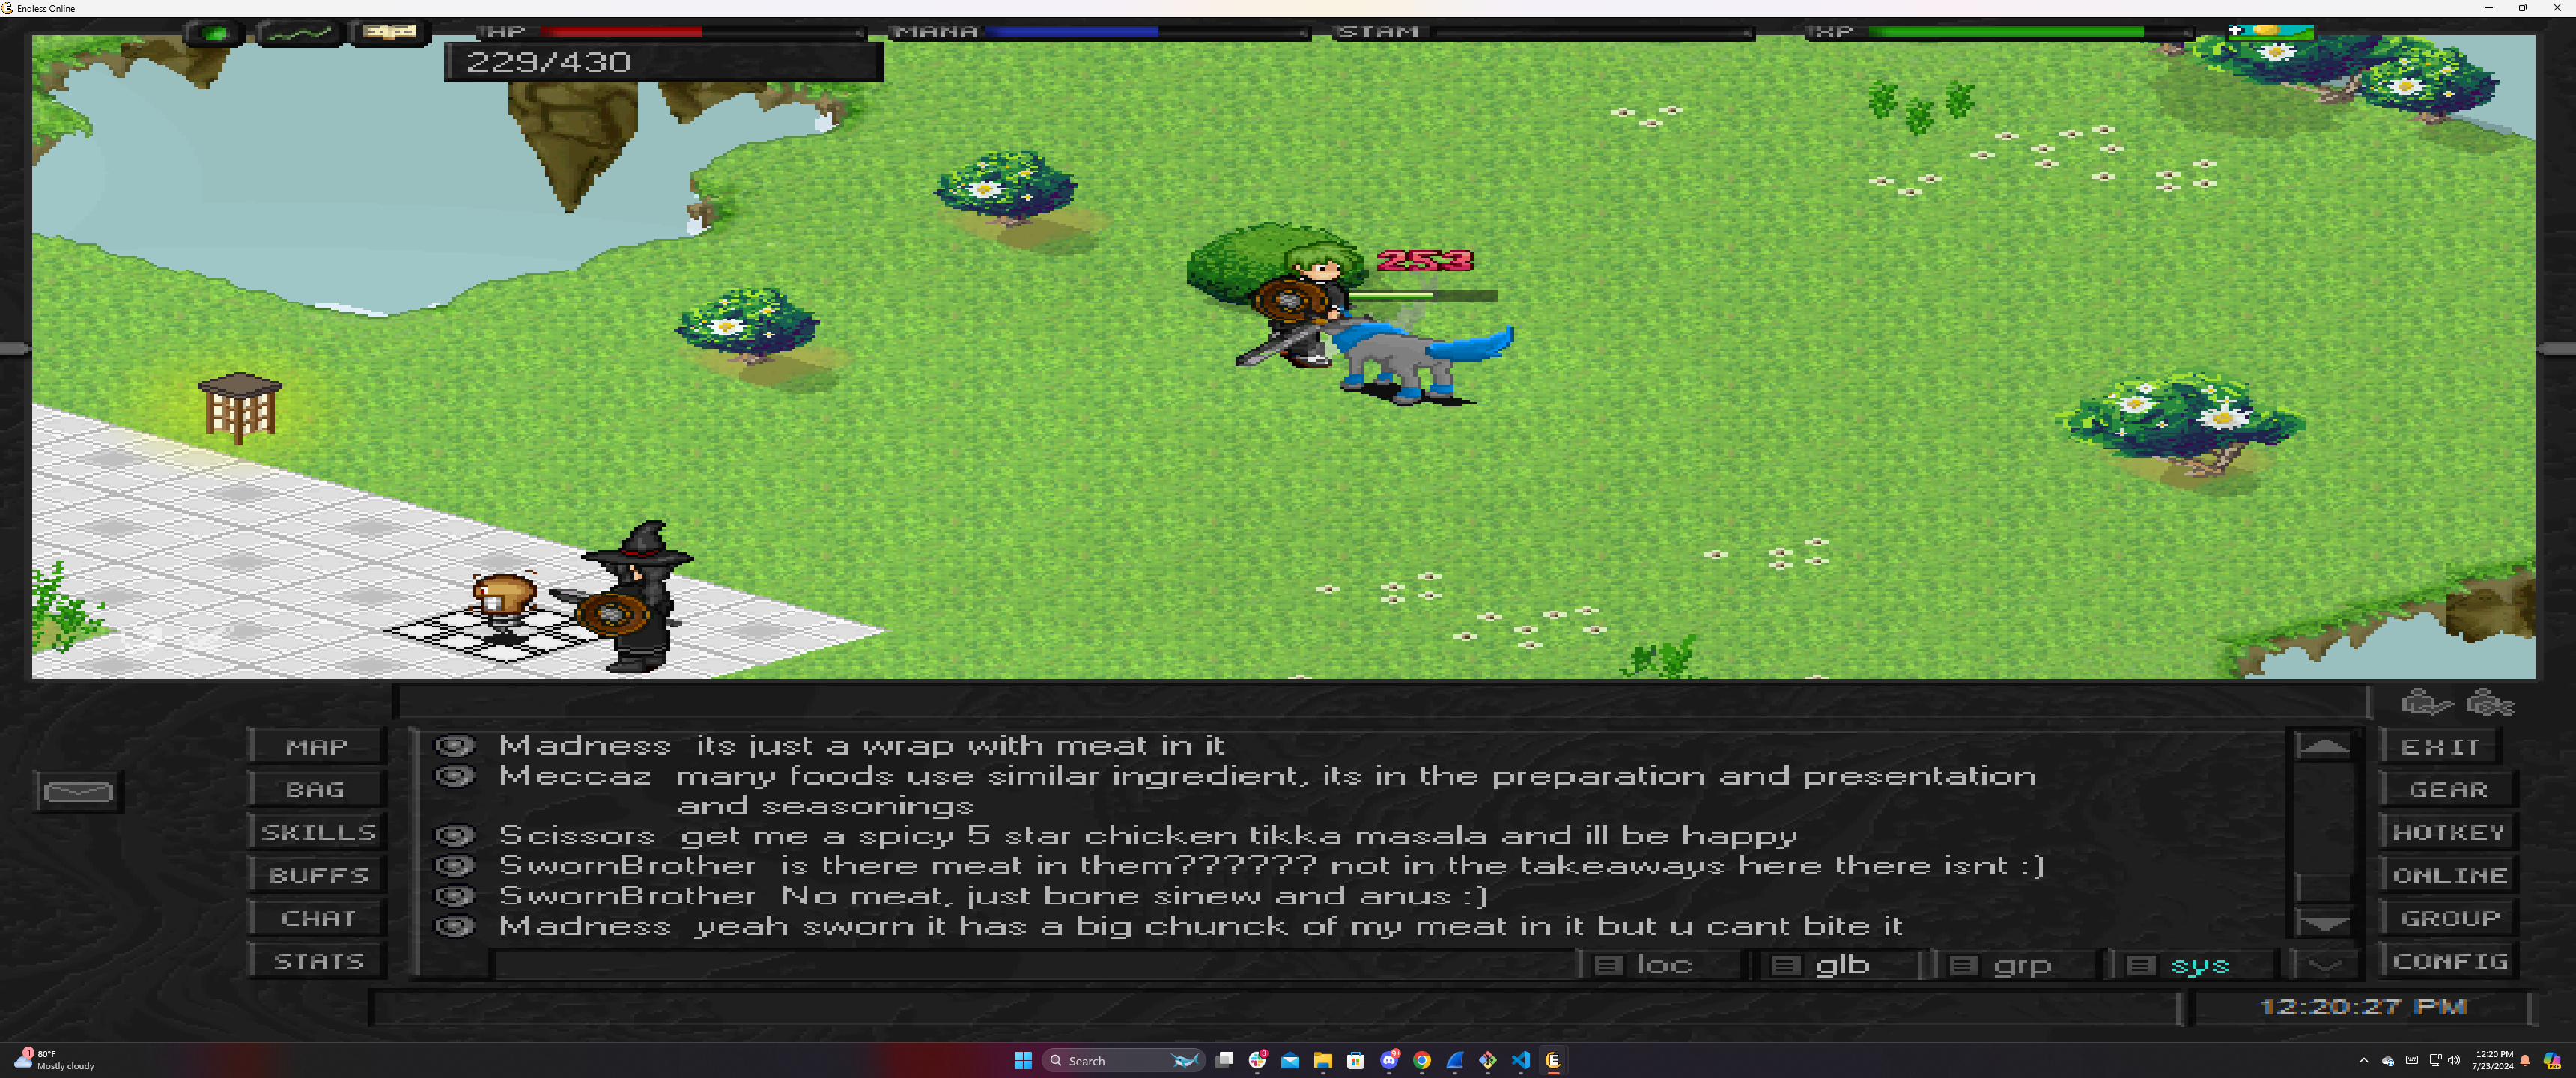 Endless Online
HP
MANA
STAM
XP
229/430
253
MAP
BAG
SKILLS
BUFFS
CHAT
STATS
Madness its just a wrap with meat in it
Meccaz many foods use similar ingredient, its in the preparation and presentation
and seasonings
Scissors get me a spicy 5 star chicken tikka masala and ill be happy
SwornBrother is there meat in them?????? not in the takeaways here there isnt :)
SwornBrother No meat, just bone sinew and anus :)
Madness yeah sworn it has a big chunck of my meat in it but u cant bite it
loc
glb
grp
sys
EXIT
GEAR
HOTKEY
ONLINE
GROUP
CONFIG
12:20:27 PM
1
80°F
Mostly cloudy
Search
3
9+
12:20 PM
7/23/2024